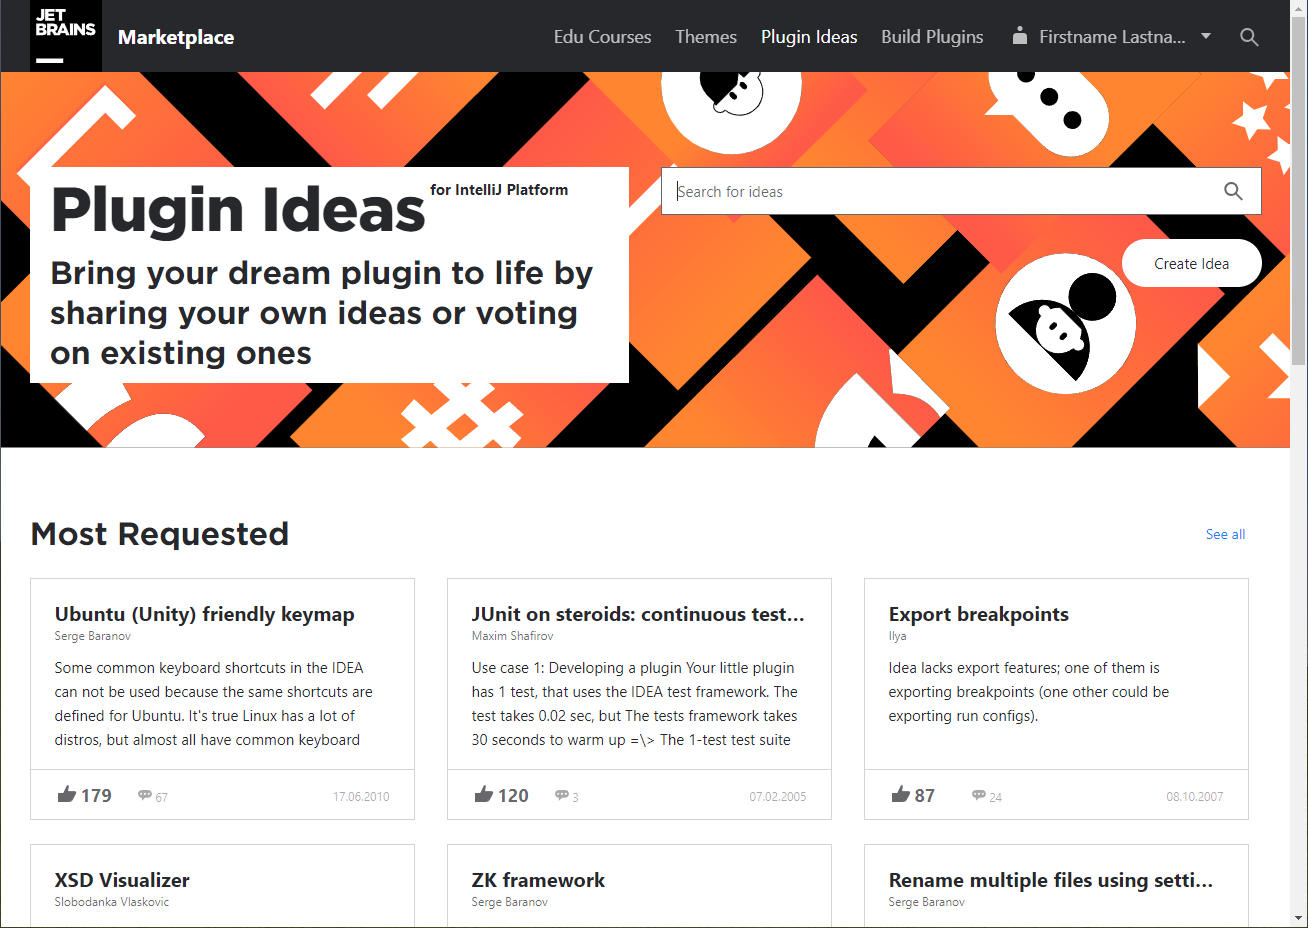 JET
BRAINS
Marketplace
Edu Courses
Themes
Plugin Ideas
Build Plugins
Firstname Lastna...
Plugin Ideas for IntelliJ Platform
Bring your dream plugin to life by
sharing your own ideas or voting
on existing ones
Search for ideas
Create Idea
Most Requested
See all
Ubuntu (Unity) friendly keymap
Serge Baranov
Some common keyboard shortcuts in the IDEA
can not be used because the same shortcuts are
defined for Ubuntu. It's true Linux has a lot of
distros, but almost all have common keyboard
179
67
17.06.2010
JUnit on steroids: continuous test...
Maxim Shafirov
Use case 1: Developing a plugin Your little plugin
has 1 test, that uses the IDEA test framework. The
test takes 0.02 sec, but The tests framework takes
30 seconds to warm up =\> The 1-test test suite
120
3
07.02.2005
Export breakpoints
Ilya
Idea lacks export features; one of them is
exporting breakpoints (one other could be
exporting run configs).
87
24
08.10.2007
XSD Visualizer
Slobodanka Vlaskovic
ZK framework
Serge Baranov
Rename multiple files using setti...
Serge Baranov